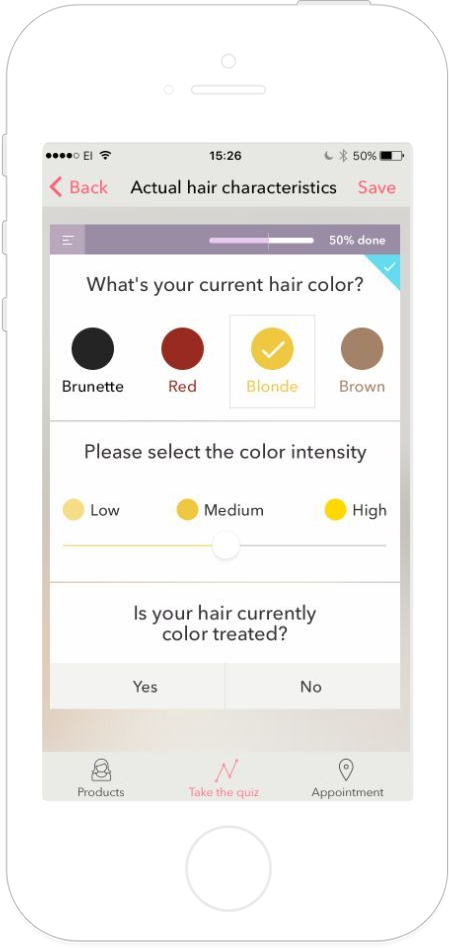 EI 15:26 50%
Back Actual hair characteristics Save
50% done
What's your current hair color?
Brunette Red Blonde Brown
Please select the color intensity
Low Medium High
Is your hair currently
color treated?
Yes No
Products Take the quiz Appointment